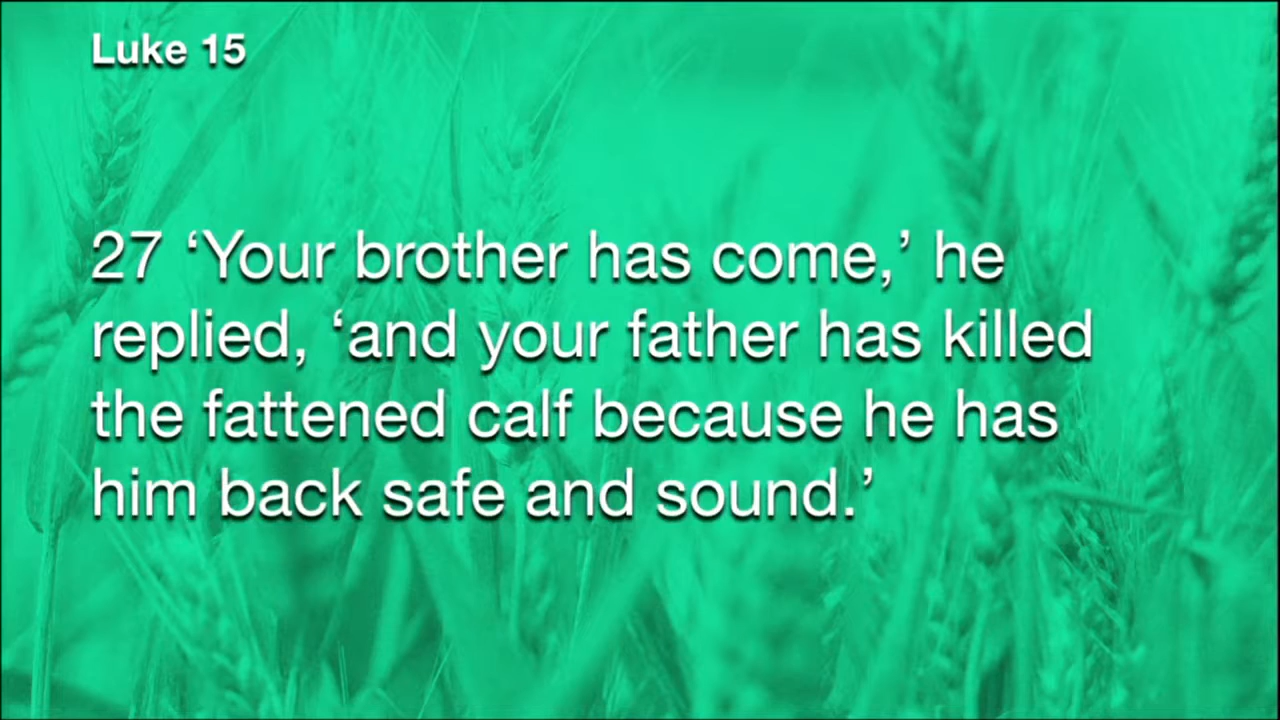 Luke 15
27 ‘Your brother has come,’ he
replied, ‘and your father has killed
the fattened calf because he has
him back safe and sound.’